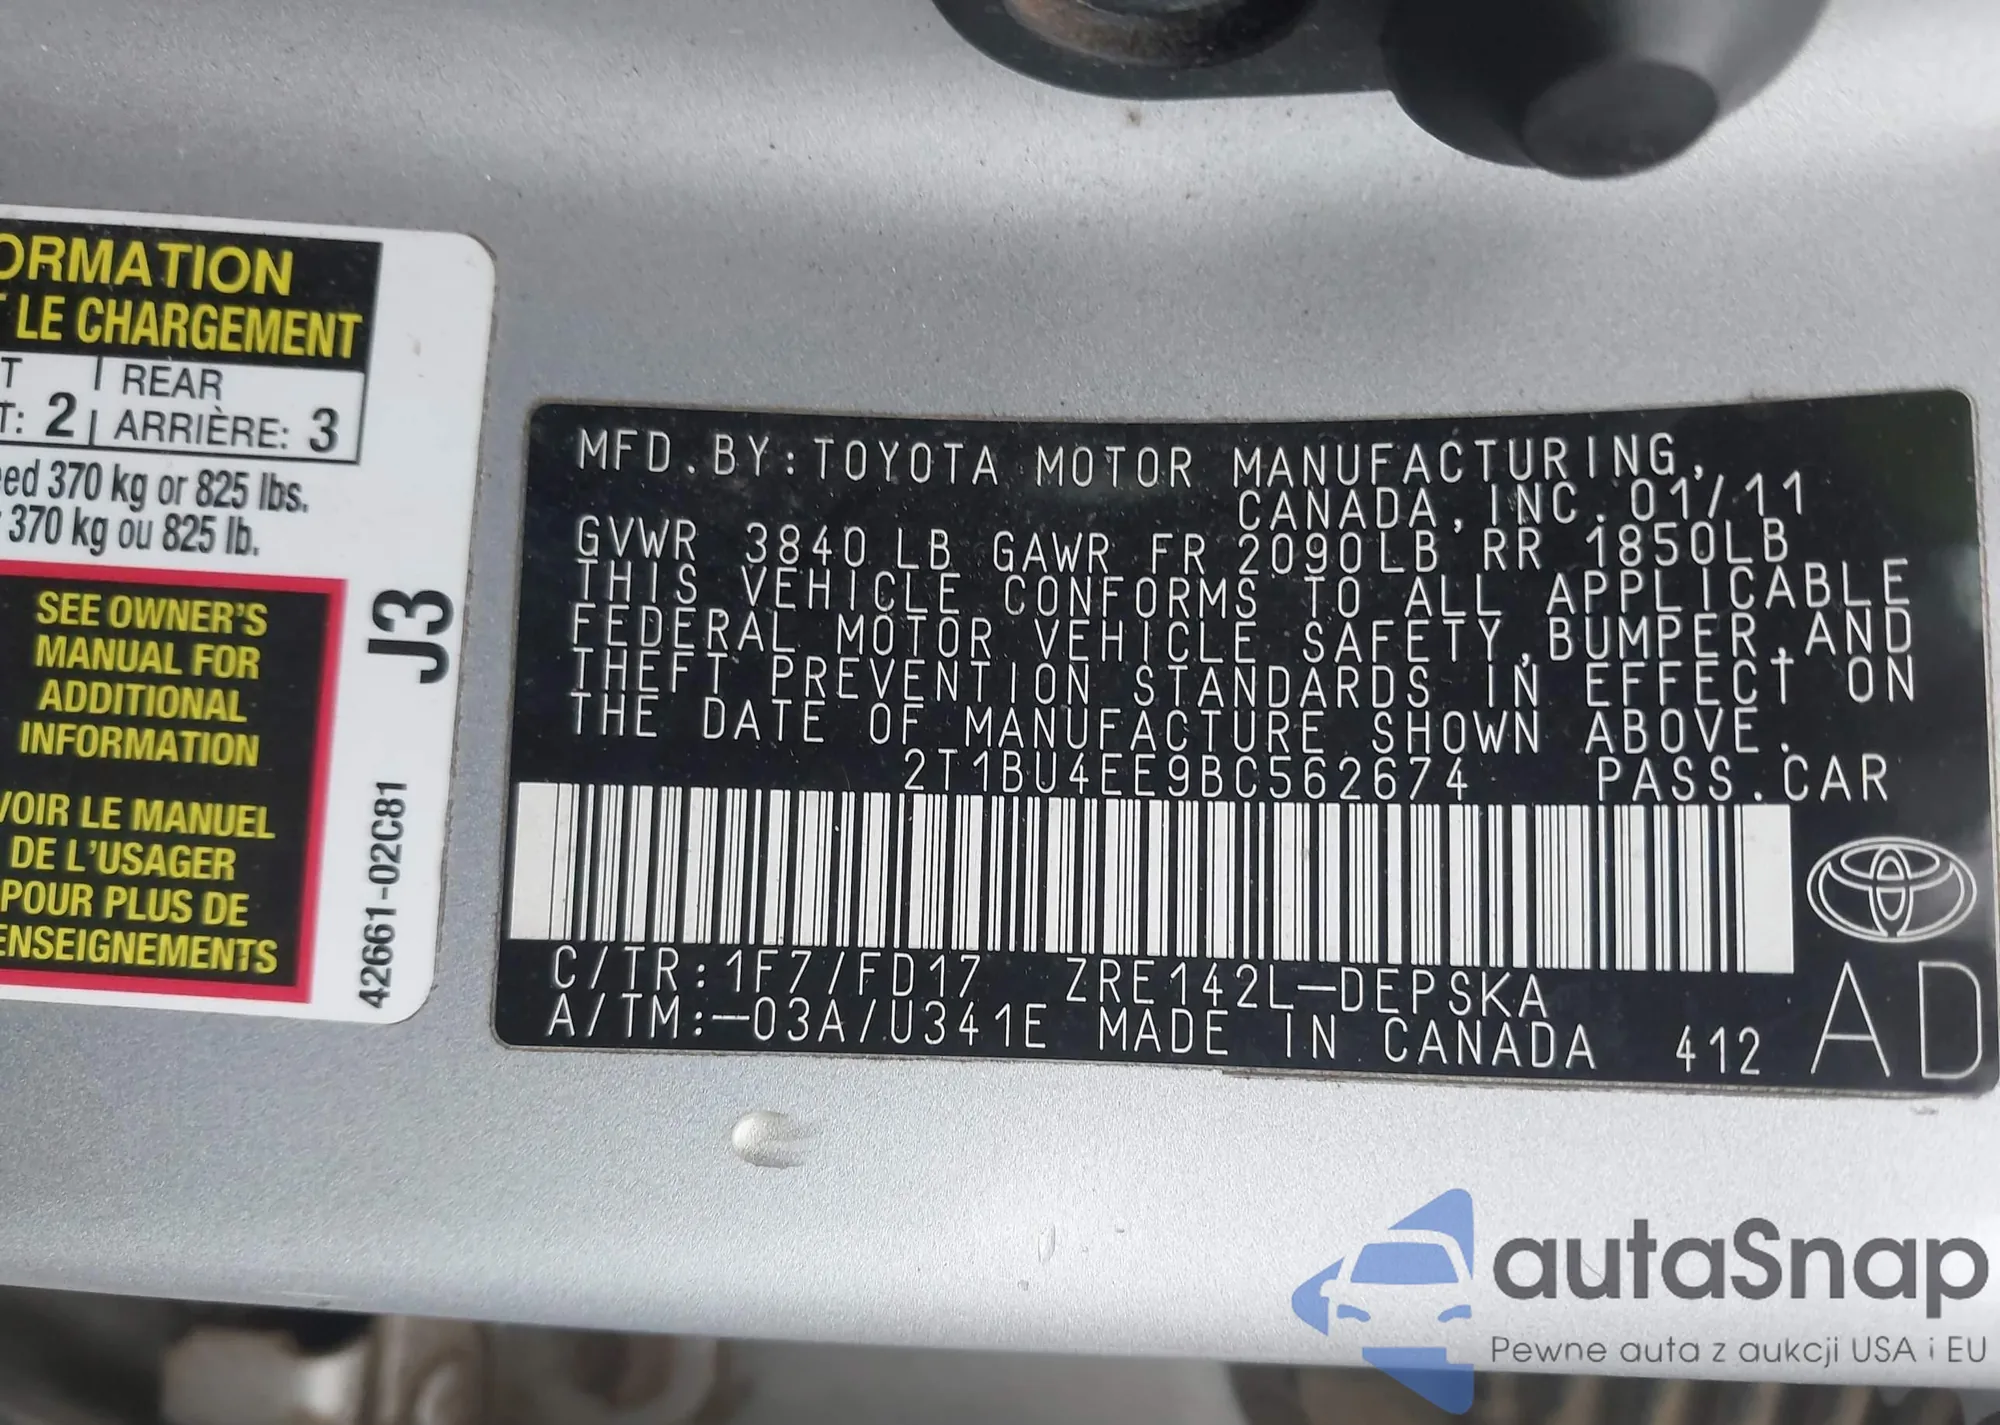 ORMATION
LE CHARGEMENT
T REAR
T: 2 ARRIÈRE: 3
eed 370 kg or 825 lbs.
370 kg ou 825 lb.
SEE OWNER'S
MANUAL FOR
ADDITIONAL
INFORMATION
VOIR LE MANUEL
DE L'USAGER
POUR PLUS DE
ENSEIGNEMENTS
J3
42661-02C81
MFD.BY:TOYOTA MOTOR MANUFACTURING,
CANADA,INC.01/11
GVWR 3840 LB GAWR FR 2090LB RR 1850LB
THIS VEHICLE CONFORMS TO ALL APPLICABLE
FEDERAL MOTOR VEHICLE SAFETY,BUMPER,AND
THEFT PREVENTION STANDARDS IN EFFECT ON
THE DATE OF MANUFACTURE SHOWN ABOVE.
2T1BU4EE9BC562674 PASS.CAR
C/TR:1F7/FD17 ZRE142L-DEPSKA
A/TM:-03A/U341E MADE IN CANADA 412
AD
autaSnap
Pewne auta z aukcji USA i EU